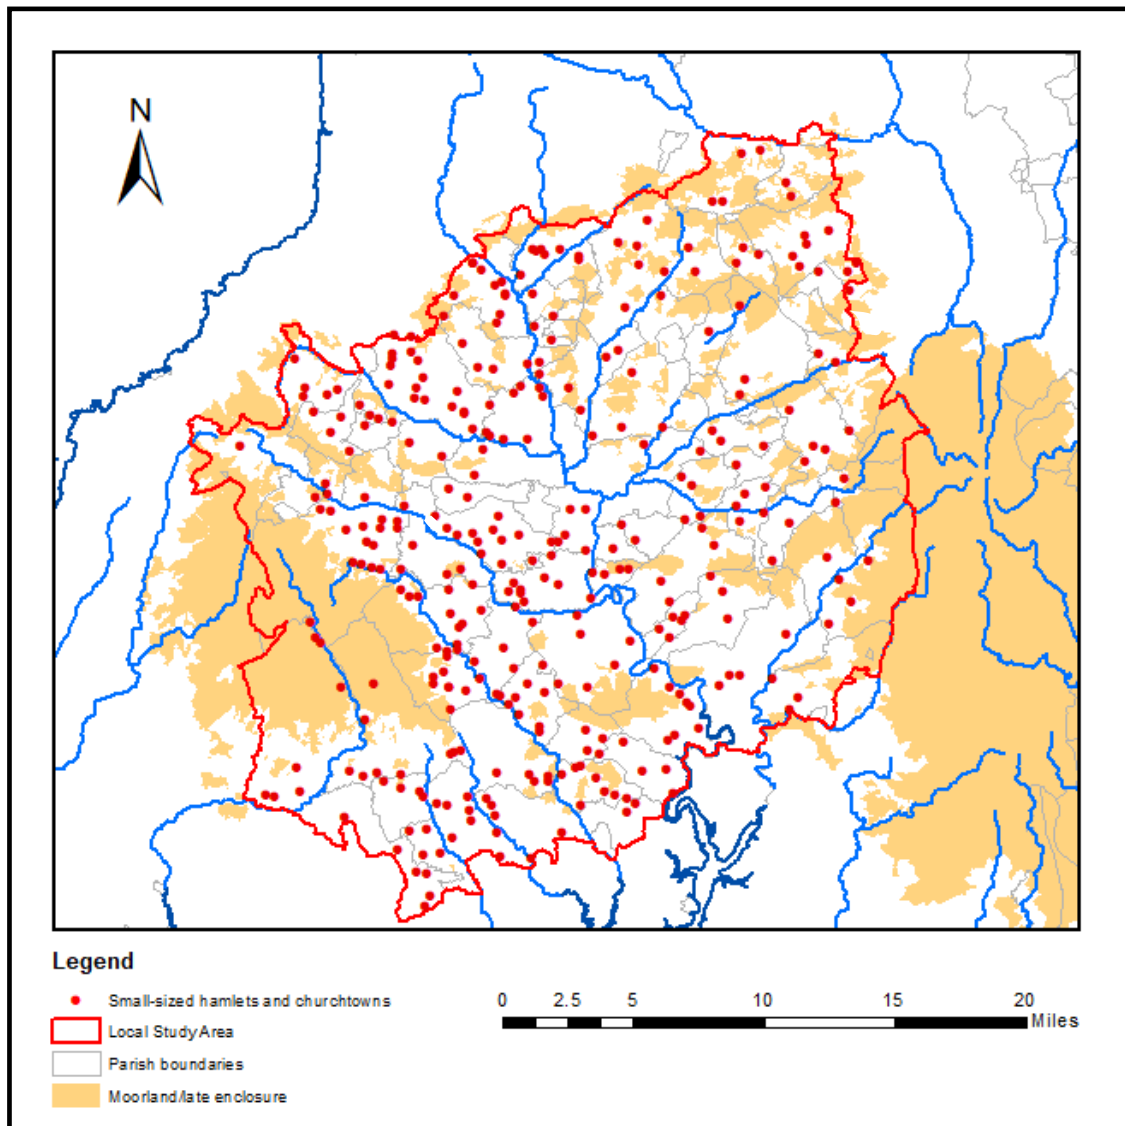 N
Legend
Small-sized hamlets and churchtowns
Local Study Area
Parish boundaries
Moorland/late enclosure
0 2.5 5 10 15 20
Miles